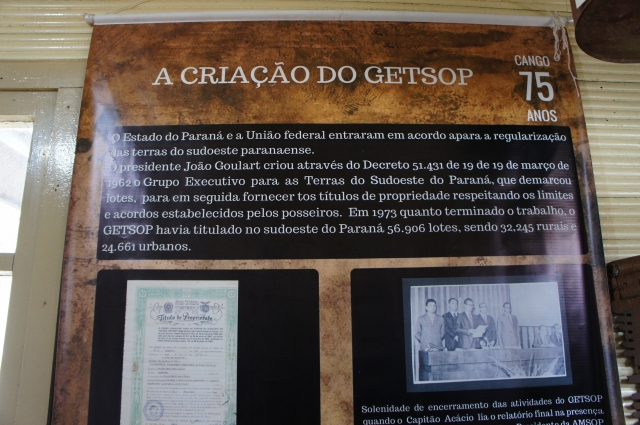 A CRIAÇÃO DO GETSOP
CANGO
75
ANOS
O Estado do Paraná e a União federal entraram em acordo apara a regularização
das terras do sudoeste paranaense.
O presidente João Goulart criou através do Decreto 51.431 de 19 de 19 de março de
1962 o Grupo Executivo para as Terras do Sudoeste do Paraná, que demarcou
lotes, para em seguida fornecer tos títulos de propriedade respeitando os limites
e acordos estabelecidos pelos posseiros. Em 1973 quanto terminado o trabalho, o
GETSOP havia titulado no sudoeste do Paraná 56.906 lotes, sendo 32,245 rurais e
24.661 urbanos.
Título de Propriedade
Solenidade de encerramento das atividades do GETSOP
quando o Capitão Acácio lia o relatório final na presença
Presidente da AMSOP